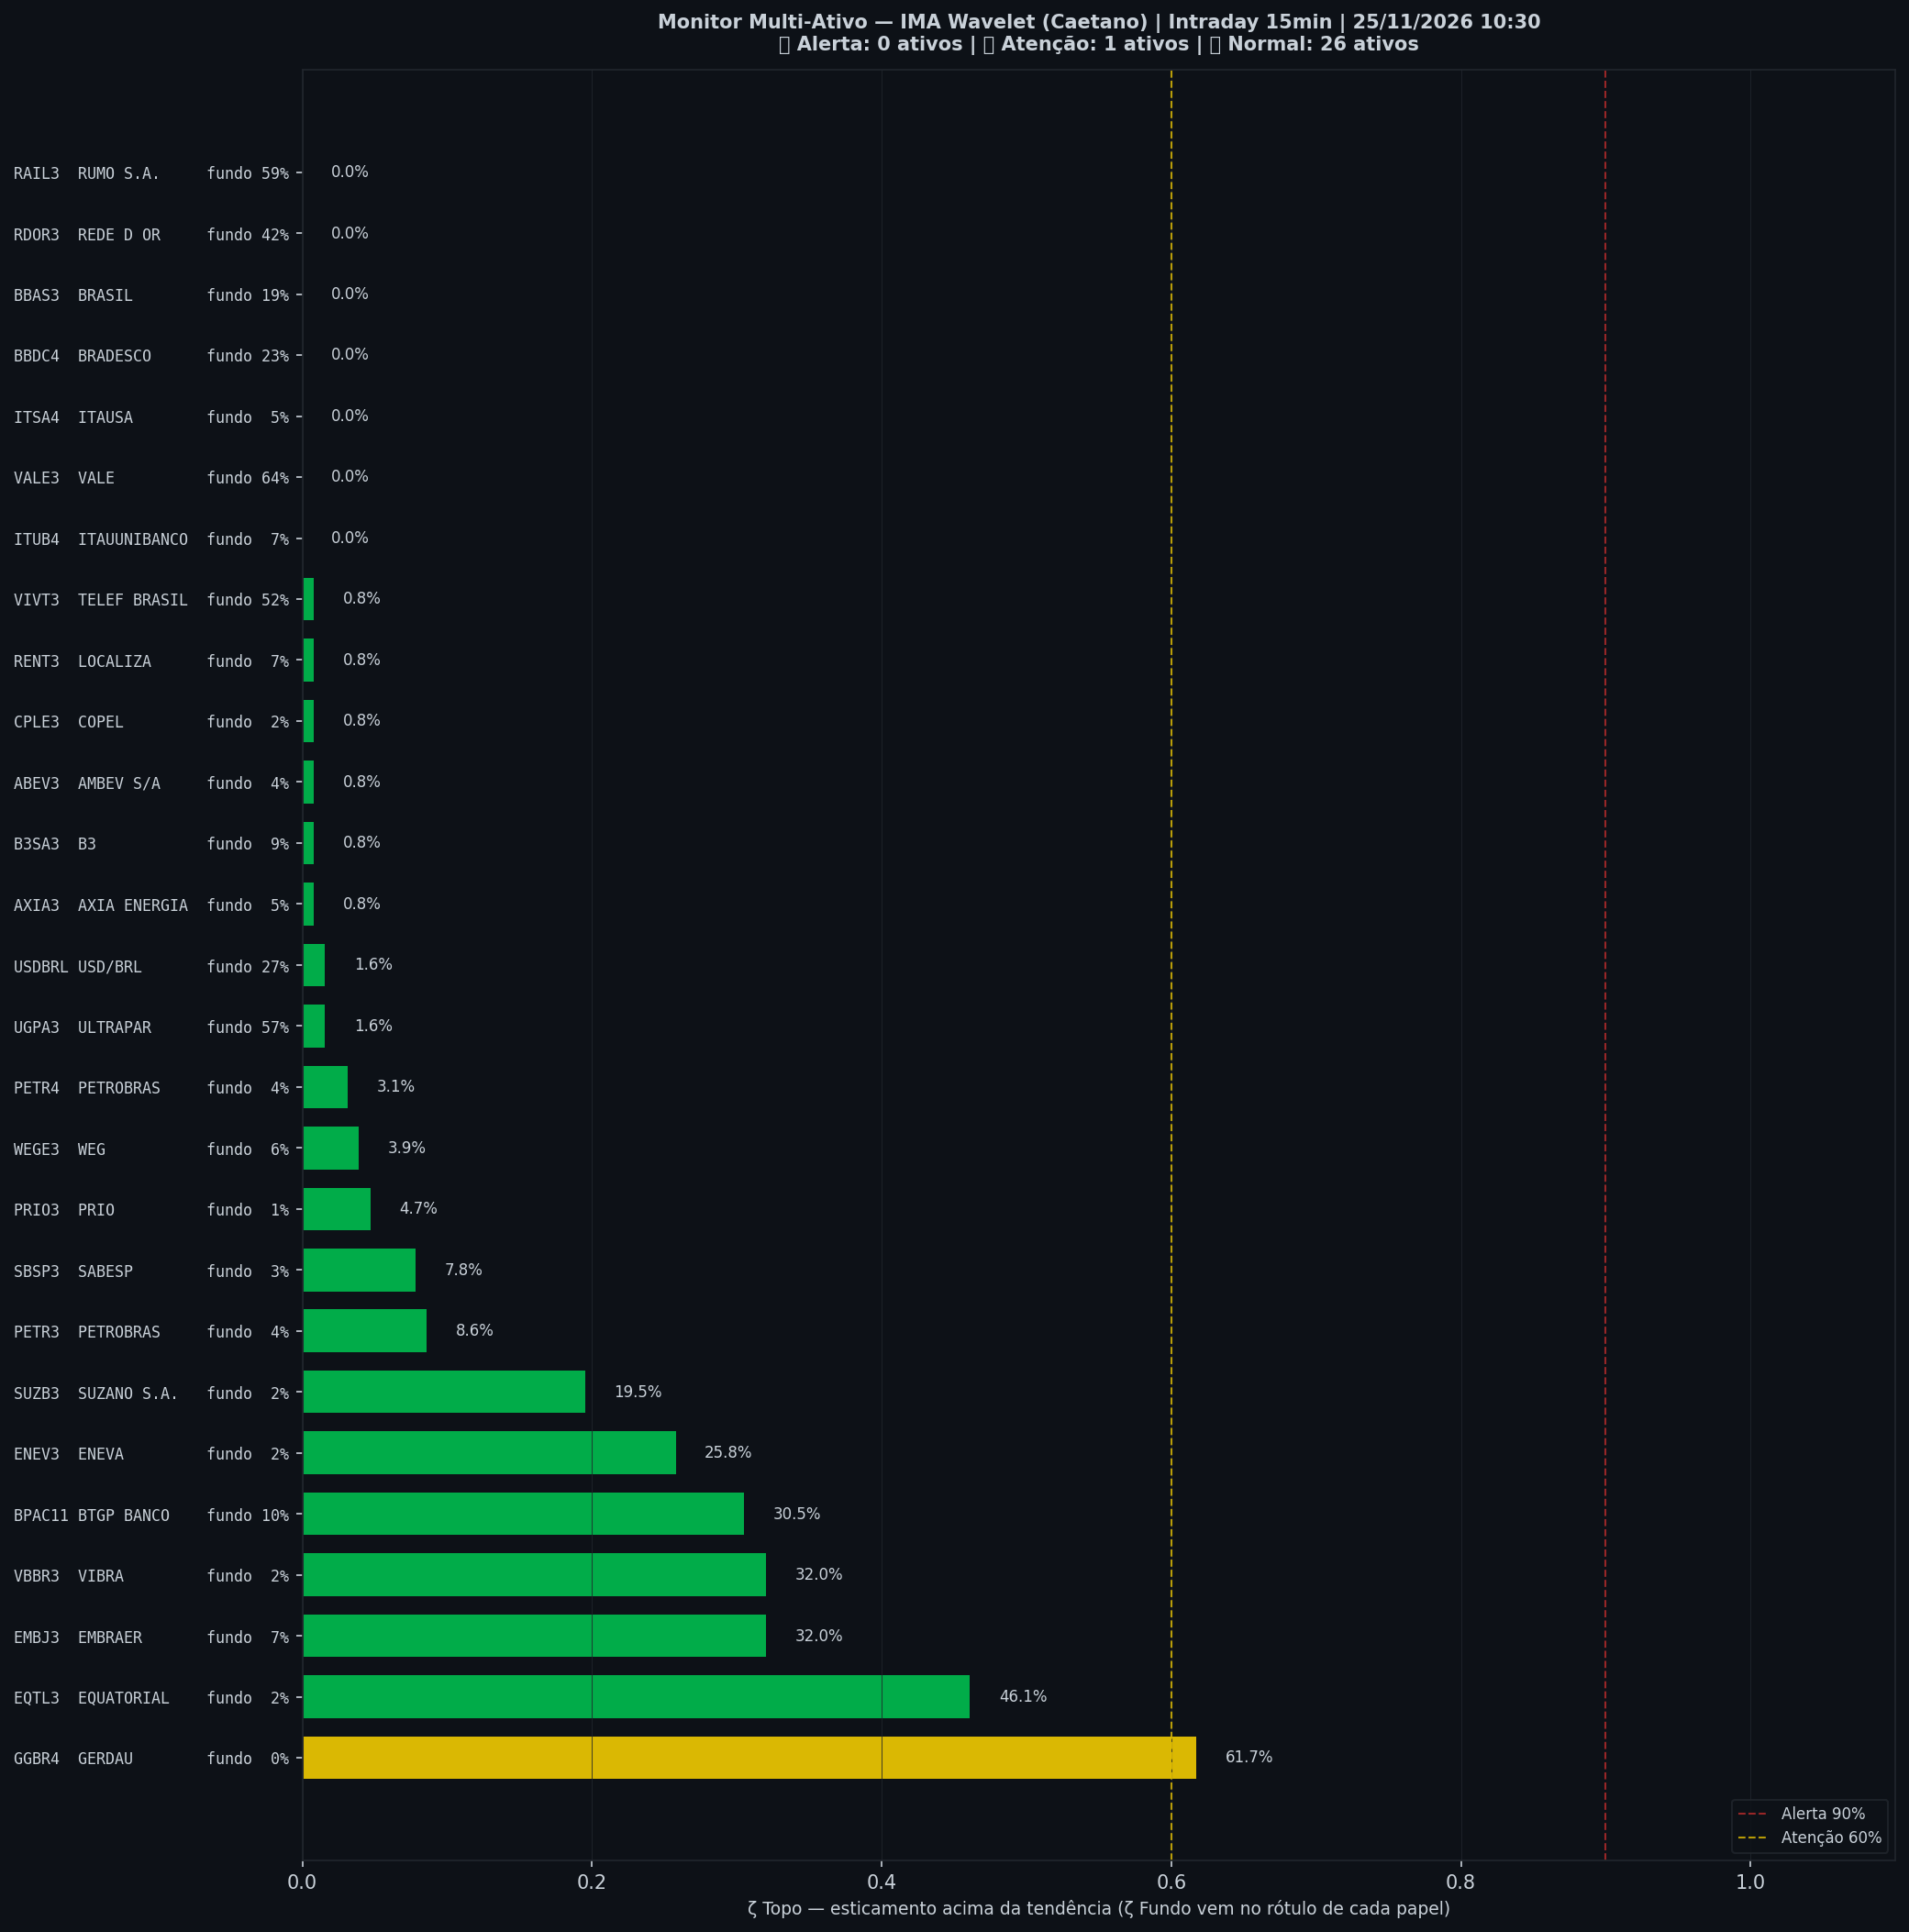 Monitor Multi-Ativo — IMA Wavelet (Caetano) | Intraday 15min | 25/11/2026 10:30
Alerta: 0 ativos | Atenção: 1 ativos | Normal: 26 ativos
RAIL3 RUMO S.A. fundo 59% 0.0%
RDOR3 REDE D OR fundo 42% 0.0%
BBAS3 BRASIL fundo 19% 0.0%
BBDC4 BRADESCO fundo 23% 0.0%
ITSA4 ITAUSA fundo 5% 0.0%
VALE3 VALE fundo 64% 0.0%
ITUB4 ITAUUNIBANCO fundo 7% 0.0%
VIVT3 TELEF BRASIL fundo 52% 0.8%
RENT3 LOCALIZA fundo 7% 0.8%
CPLE3 COPEL fundo 2% 0.8%
ABEV3 AMBEV S/A fundo 4% 0.8%
B3SA3 B3 fundo 9% 0.8%
AXIA3 AXIA ENERGIA fundo 5% 0.8%
USDBRL USD/BRL fundo 27% 1.6%
UGPA3 ULTRAPAR fundo 57% 1.6%
PETR4 PETROBRAS fundo 4% 3.1%
WEGE3 WEG fundo 6% 3.9%
PRIO3 PRIO fundo 1% 4.7%
SBSP3 SABESP fundo 3% 7.8%
PETR3 PETROBRAS fundo 4% 8.6%
SUZB3 SUZANO S.A. fundo 2% 19.5%
ENEV3 ENEVA fundo 2% 25.8%
BPAC11 BTGP BANCO fundo 10% 30.5%
VBBR3 VIBRA fundo 2% 32.0%
EMBJ3 EMBRAER fundo 7% 32.0%
EQTL3 EQUATORIAL fundo 2% 46.1%
GGBR4 GERDAU fundo 0% 61.7%
Alerta 90%
Atenção 60%
0.0 0.2 0.4 0.6 0.8 1.0
ζ Topo — esticamento acima da tendência (ζ Fundo vem no rótulo de cada papel)